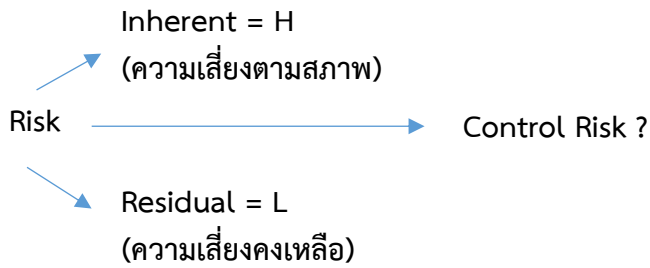 Inherent = H
(ความเสี่ยงตามสภาพ)
Risk
Control Risk ?
Residual = L
(ความเสี่ยงคงเหลือ)